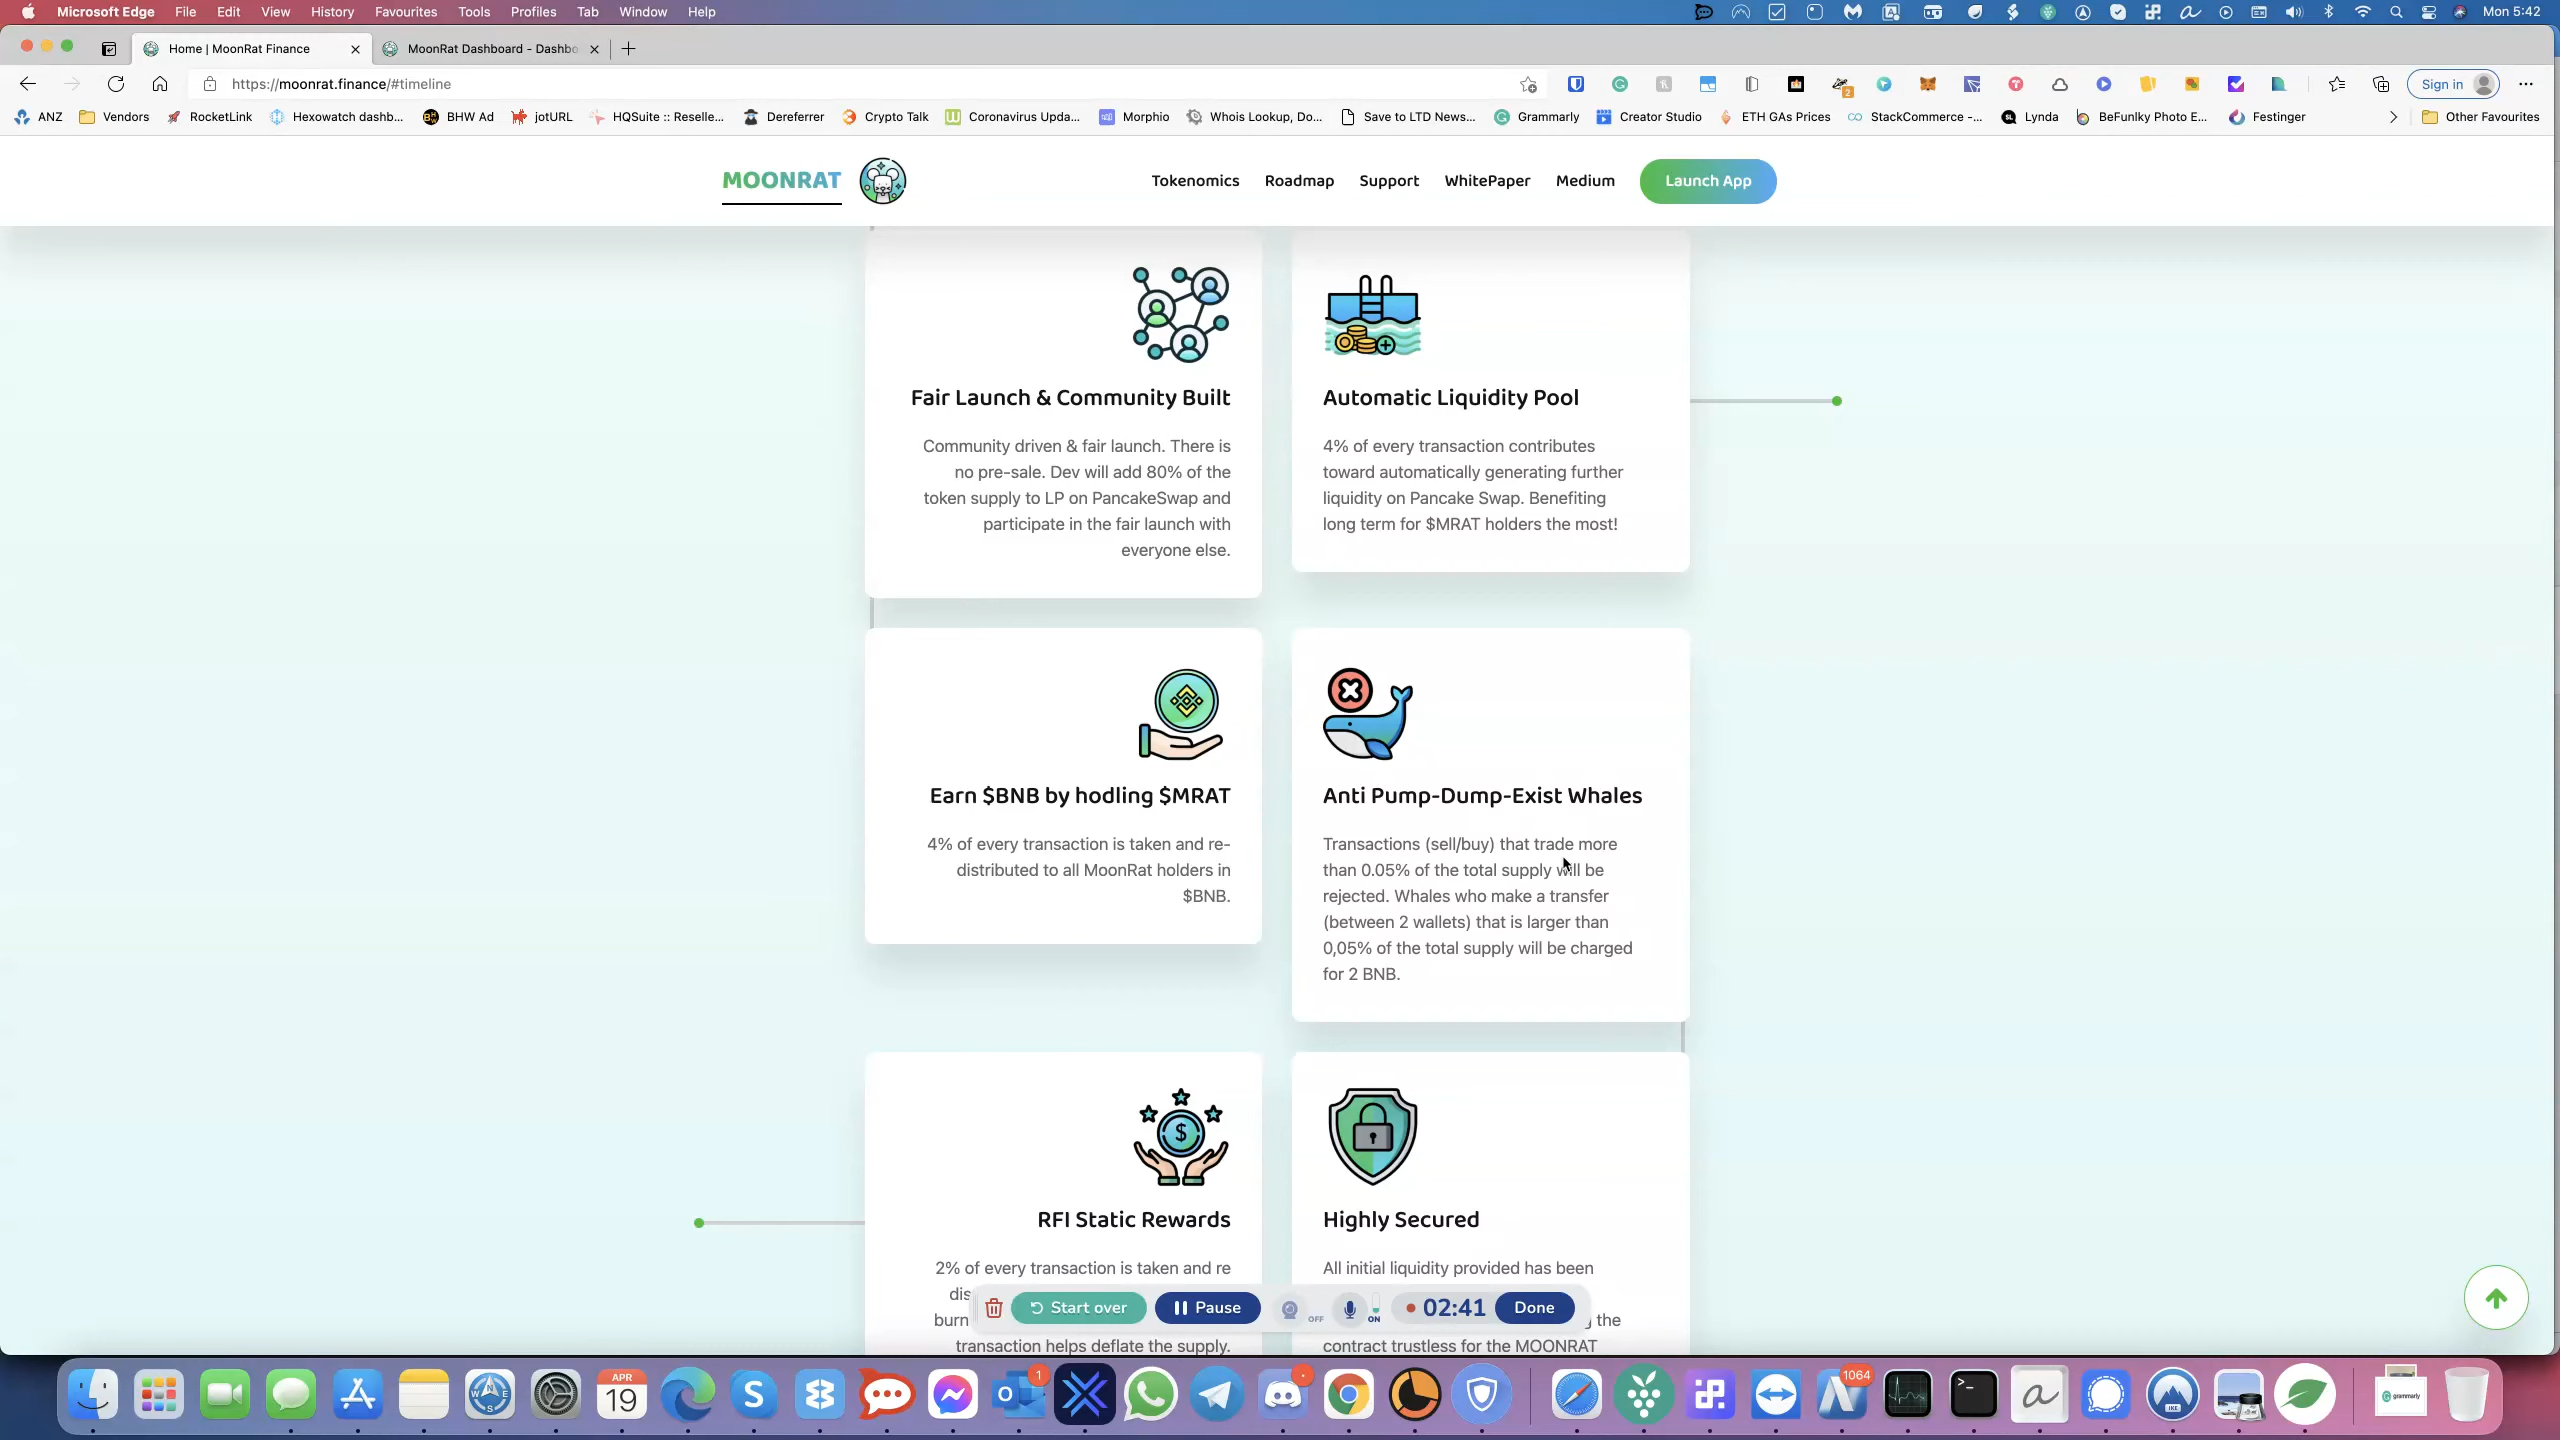 Microsoft Edge File Edit View History Favourites Tools Profiles Tab Window Help
Mon 5:42
Home | MoonRat Finance
MoonRat Dashboard - Dashbo
https://moonrat.finance/#timeline
2
Sign in
ANZ
Vendors
RocketLink
Hexowatch dashb...
BHW Ad
jotURL
HQSuite :: Reselle...
Dereferrer
Crypto Talk
Coronavirus Upda...
Morphio
Whois Lookup, Do...
Save to LTD News...
Grammarly
Creator Studio
ETH GAs Prices
StackCommerce -...
Lynda
BeFunlky Photo E...
Festinger
Other Favourites
MOONRAT
Tokenomics
Roadmap
Support
WhitePaper
Medium
Launch App
Fair Launch & Community Built
Community driven & fair launch. There is
no pre-sale. Dev will add 80% of the
token supply to LP on PancakeSwap and
participate in the fair launch with
everyone else.
Automatic Liquidity Pool
4% of every transaction contributes
toward automatically generating further
liquidity on Pancake Swap. Benefiting
long term for $MRAT holders the most!
Earn $BNB by hodling $MRAT
4% of every transaction is taken and re-
distributed to all MoonRat holders in
$BNB.
Anti Pump-Dump-Exist Whales
Transactions (sell/buy) that trade more
than 0.05% of the total supply will be
rejected. Whales who make a transfer
(between 2 wallets) that is larger than
0,05% of the total supply will be charged
for 2 BNB.
RFI Static Rewards
2% of every transaction is taken and re
dis
burn
transaction helps deflate the supply.
Highly Secured
All initial liquidity provided has been
the
contract trustless for the MOONRAT
Start over
Pause
OFF
ON
02:41
Done
APR
19
1
1064
grammarly